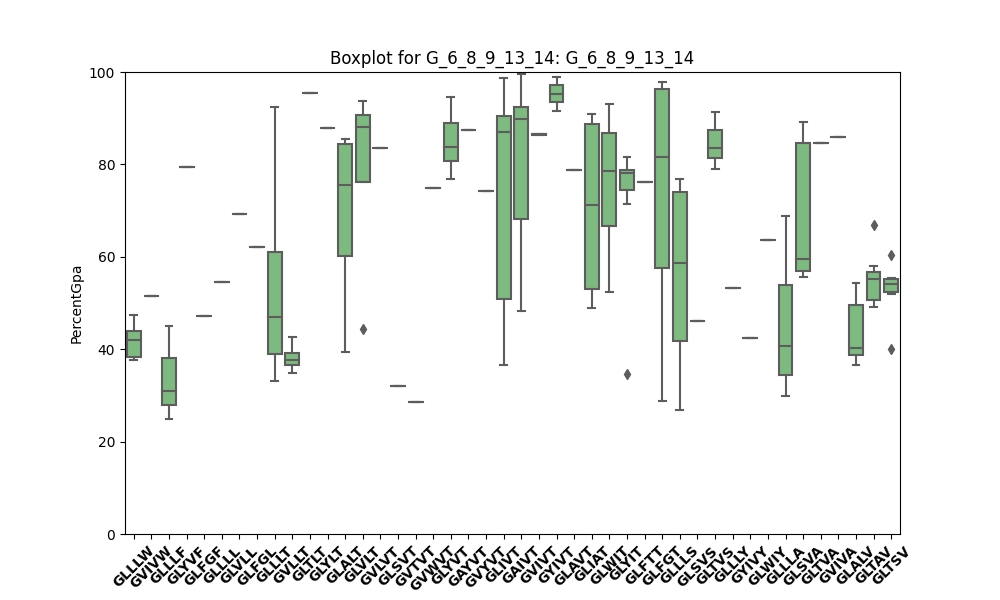 Boxplot for G_6_8_9_13_14: G_6_8_9_13_14
100
80
60
40
20
0
PercentGpa
GLLLW
GVIVW
GLLLF
GLYVF
GLFGF
GLLLL
GLVLL
GLFGL
GLLLT
GVLLT
GLTLT
GLYLT
GLALT
GLVLT
GVLVT
GLSVT
GVTVT
GVWVT
GLYVT
GAYVT
GVYVT
GLIVT
GAIVT
GVIVT
GYIVT
GLAVT
GLIAT
GLWIT
GLYIT
GLFTT
GLFGT
GLLLS
GLSVS
GLTVS
GLLLY
GYIVY
GLWIY
GLLLA
GLSVA
GLTVA
GVIVA
GLALV
GLTAV
GLTSV